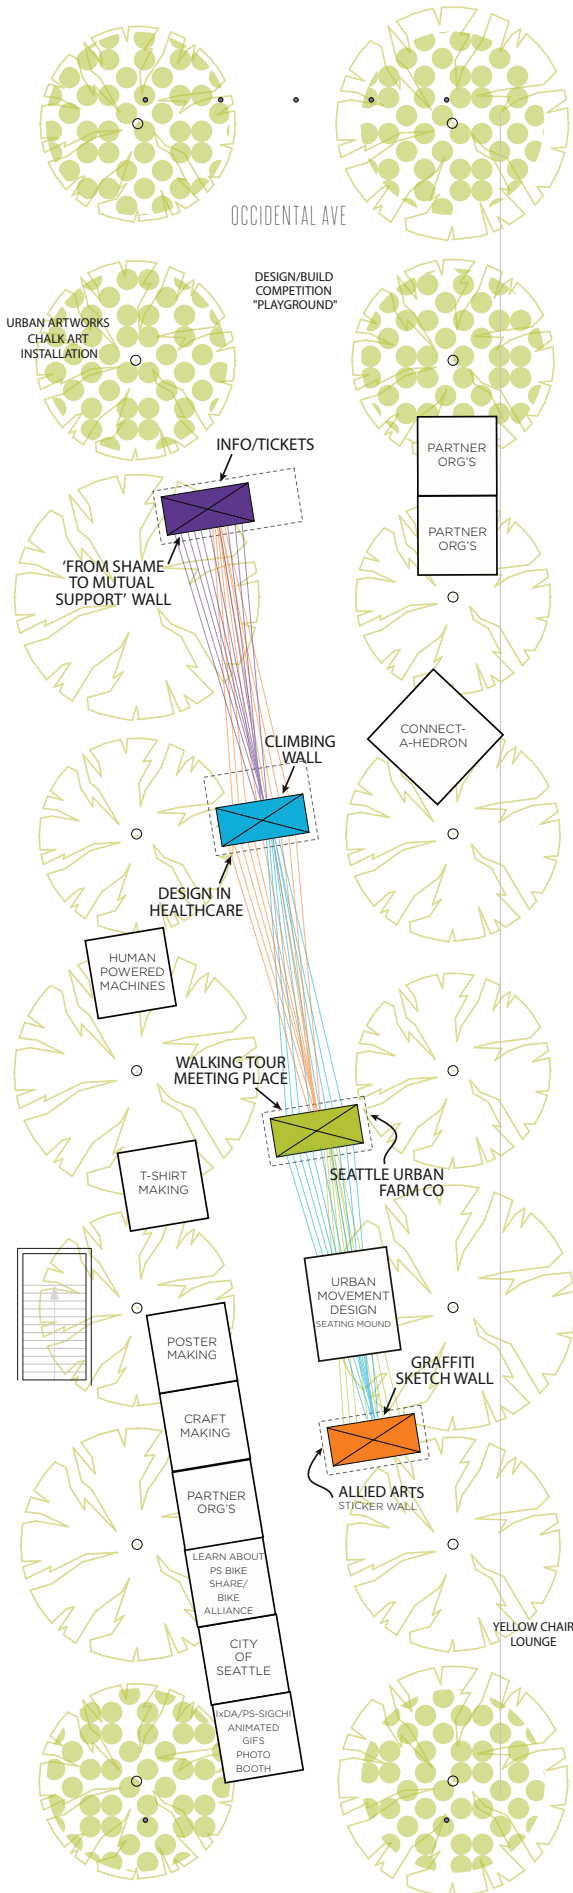 OCCIDENTAL AVE
DESIGN/BUILD
COMPETITION
"PLAYGROUND"
URBAN ARTWORKS
CHALK ART
INSTALLATION
INFO/TICKETS
PARTNER
ORG'S
PARTNER
ORG'S
'FROM SHAME
TO MUTUAL
SUPPORT' WALL
CONNECT-
A-HEDRON
CLIMBING
WALL
DESIGN IN
HEALTHCARE
HUMAN
POWERED
MACHINES
WALKING TOUR
MEETING PLACE
T-SHIRT
MAKING
SEATTLE URBAN
FARM CO
URBAN
MOVEMENT
DESIGN
SEATING MOUND
POSTER
MAKING
GRAFFITI
SKETCH WALL
CRAFT
MAKING
ALLIED ARTS
STICKER WALL
PARTNER
ORG'S
LEARN ABOUT
PS BIKE
SHARE/
BIKE
ALLIANCE
YELLOW CHAIR
LOUNGE
CITY
OF
SEATTLE
IxDA/PS-SIGCHI
ANIMATED
GIFS
PHOTO
BOOTH